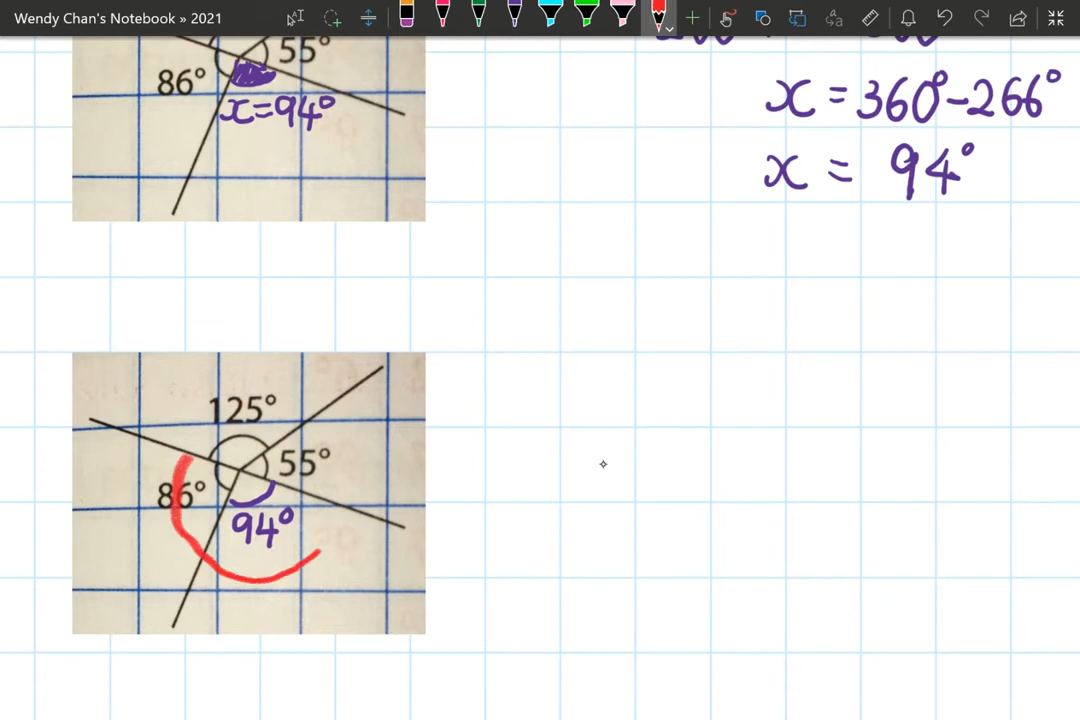 Wendy Chan's Notebook » 2021
55°
86°
x=94°
x = 360°-266°
x = 94°
125°
55°
86°
94°